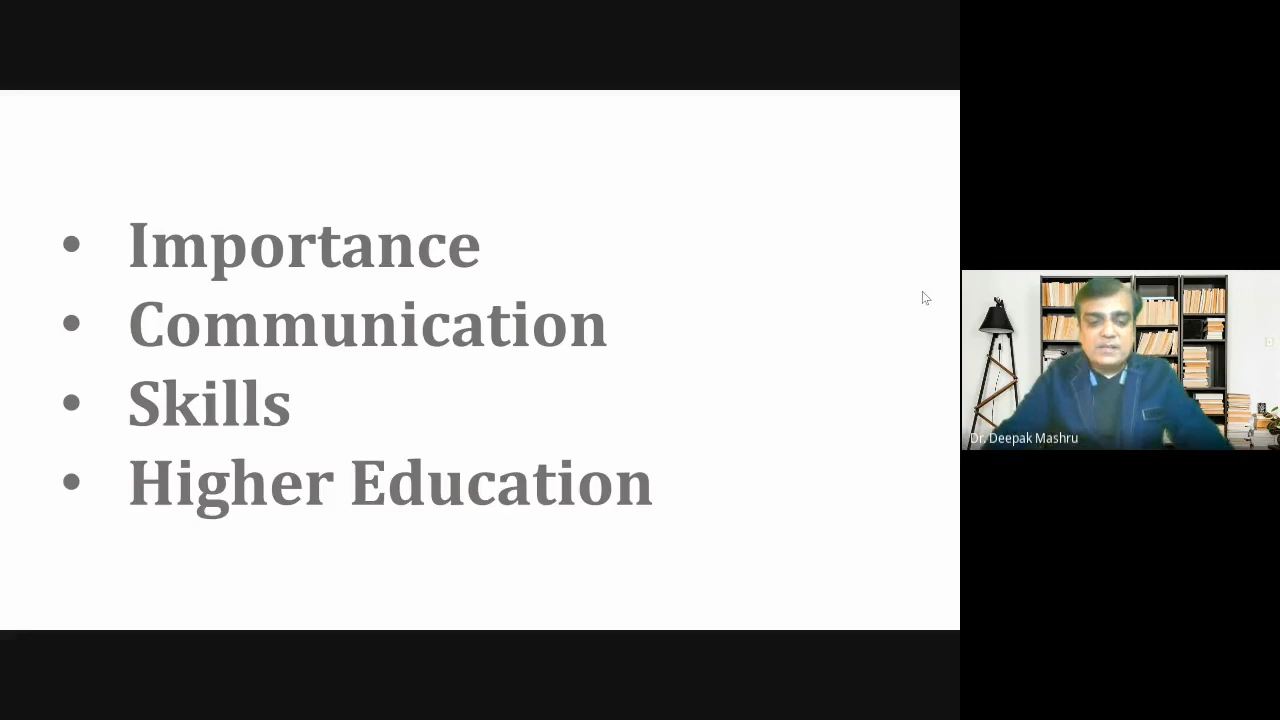 • Importance
• Communication
• Skills
• Higher Education
Dr. Deepak Mashru